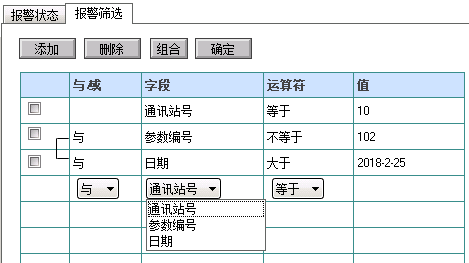 报警状态 报警筛选
添加 删除 组合 确定
与/或 字段 运算符 值
通讯站号 等于 10
与 参数编号 不等于 102
与 日期 大于 2018-2-25
与 通讯站号 等于
通讯站号
参数编号
日期